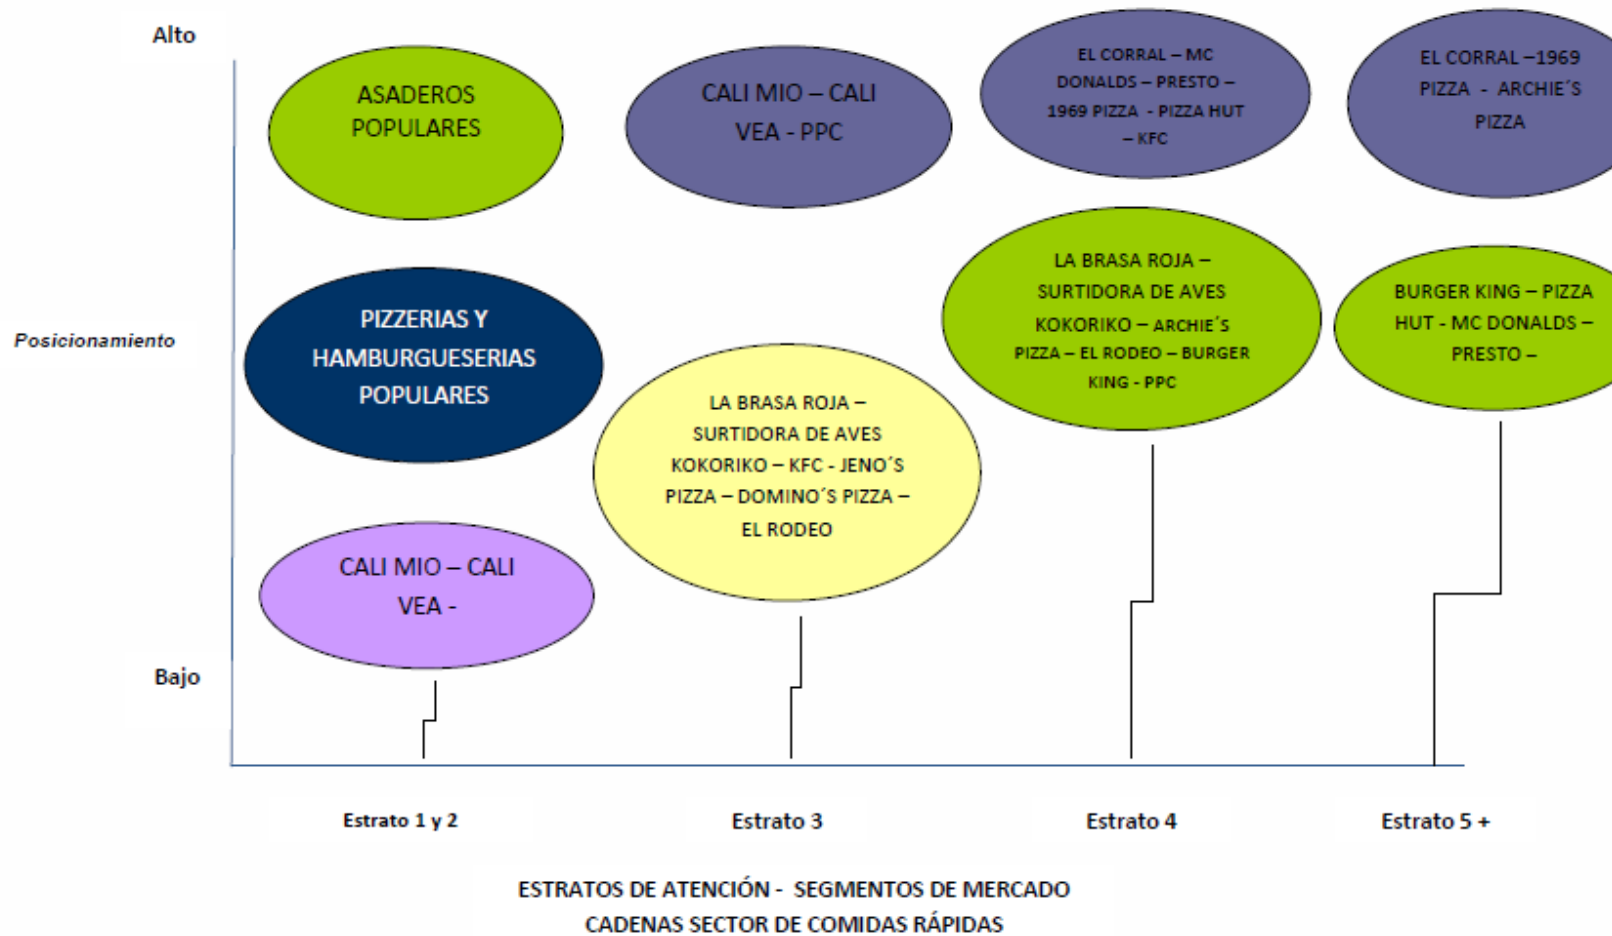 Alto
ASADEROS
POPULARES
CALI MIO – CALI
VEA - PPC
EL CORRAL – MC
DONALDS – PRESTO –
1969 PIZZA - PIZZA HUT
– KFC
EL CORRAL –1969
PIZZA - ARCHIE´S
PIZZA
Posicionamiento
PIZZERIAS Y
HAMBURGUESERIAS
POPULARES
LA BRASA ROJA –
SURTIDORA DE AVES
KOKORIKO – KFC - JENO´S
PIZZA – DOMINO´S PIZZA –
EL RODEO
LA BRASA ROJA –
SURTIDORA DE AVES
KOKORIKO – ARCHIE´S
PIZZA – EL RODEO – BURGER
KING - PPC
BURGER KING – PIZZA
HUT - MC DONALDS –
PRESTO –
CALI MIO – CALI
VEA -
Bajo
Estrato 1 y 2
Estrato 3
Estrato 4
Estrato 5 +
ESTRATOS DE ATENCIÓN - SEGMENTOS DE MERCADO
CADENAS SECTOR DE COMIDAS RÁPIDAS